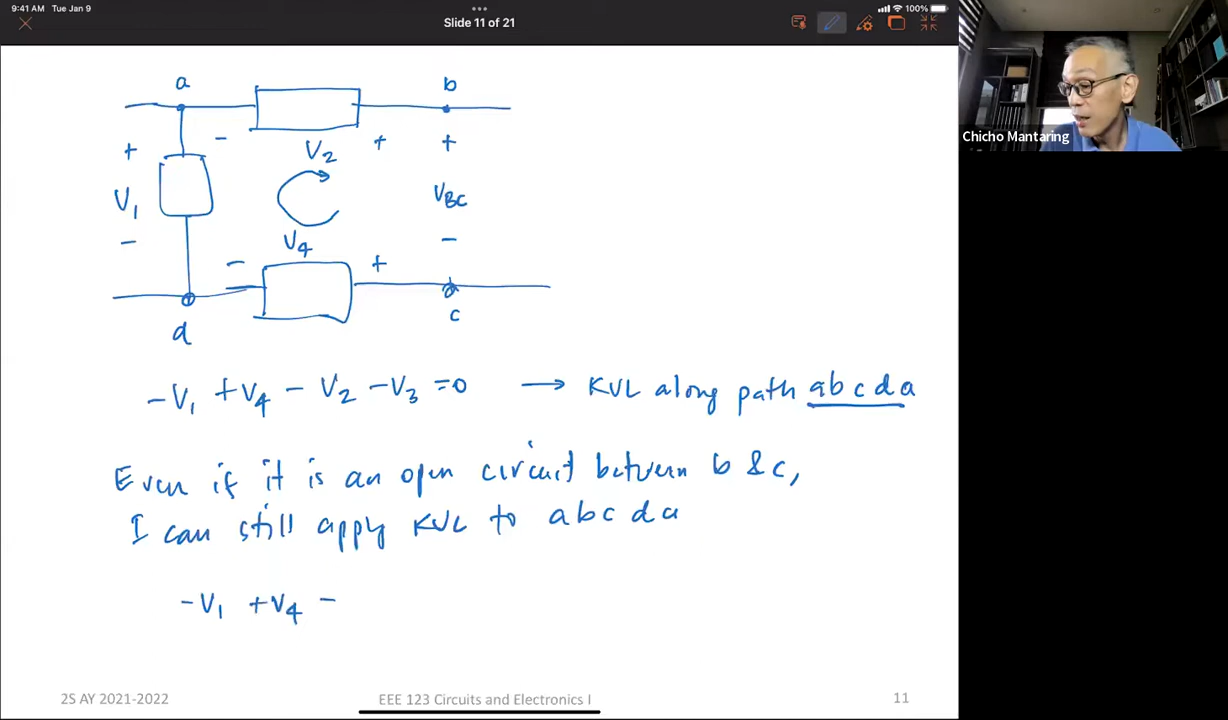 9:41 AM Tue Jan 9
100%
Slide 11 of 21
a
b
- V2 +
+ V1 -
+ VBC -
V4
- +
d
c
Chicho Mantaring
-V1 +V4 - V2 -V3 =0 → KVL along path abcda
Even if it is an open circuit between b & c,
I can still apply KVL to abcda
-V1 +V4 -
2S AY 2021-2022
EEE 123 Circuits and Electronics I
11